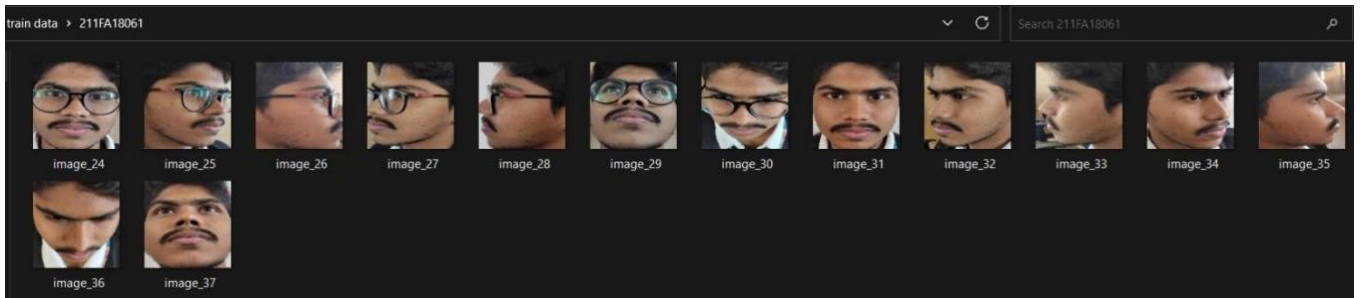 train data > 211FA18061 Search 211FA18061
image_24 image_25 image_26 image_27 image_28 image_29 image_30 image_31 image_32 image_33 image_34 image_35
image_36 image_37